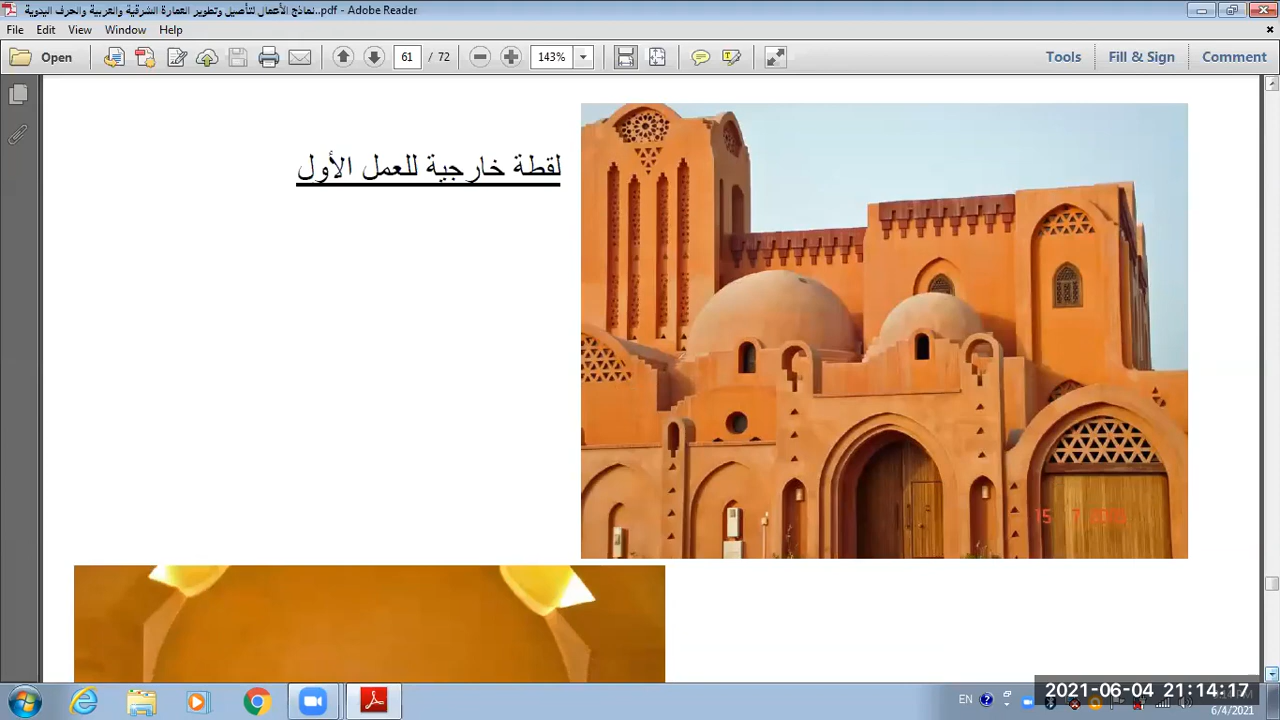 نماذج الأعمال لتأصيل وتطوير العمارة الشرقية والعربية والحرف اليدوية..pdf - Adobe Reader
File Edit View Window Help
Open 61 / 72 143% Tools Fill & Sign Comment
لقطة خارجية للعمل الأول
15 7
EN
2021-06-04 21:14:17
6/4/2021